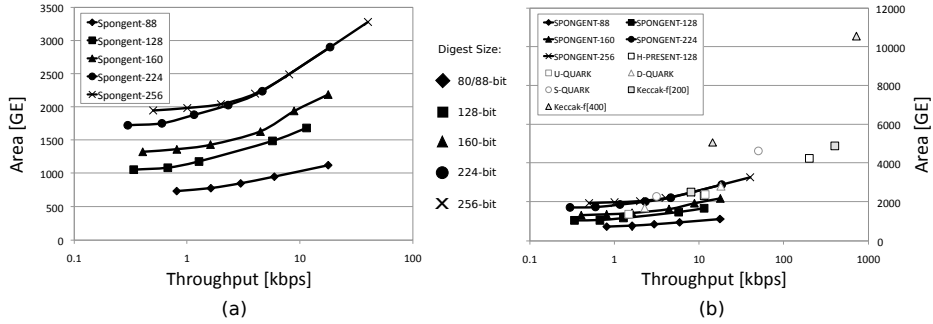 3500
3000
2500
2000
1500
1000
500
0
Area [GE]
Spongent-88
Spongent-128
Spongent-160
Spongent-224
Spongent-256
0.1
1
10
100
Throughput [kbps]
(a)
Digest Size:
80/88-bit
128-bit
160-bit
224-bit
256-bit
SPONGENT-88
SPONGENT-128
SPONGENT-160
SPONGENT-224
SPONGENT-256
H-PRESENT-128
U-QUARK
D-QUARK
S-QUARK
Keccak-f[200]
Keccak-f[400]
12000
10000
8000
6000
4000
2000
0
Area [GE]
0.1
1
10
100
1000
Throughput [kbps]
(b)